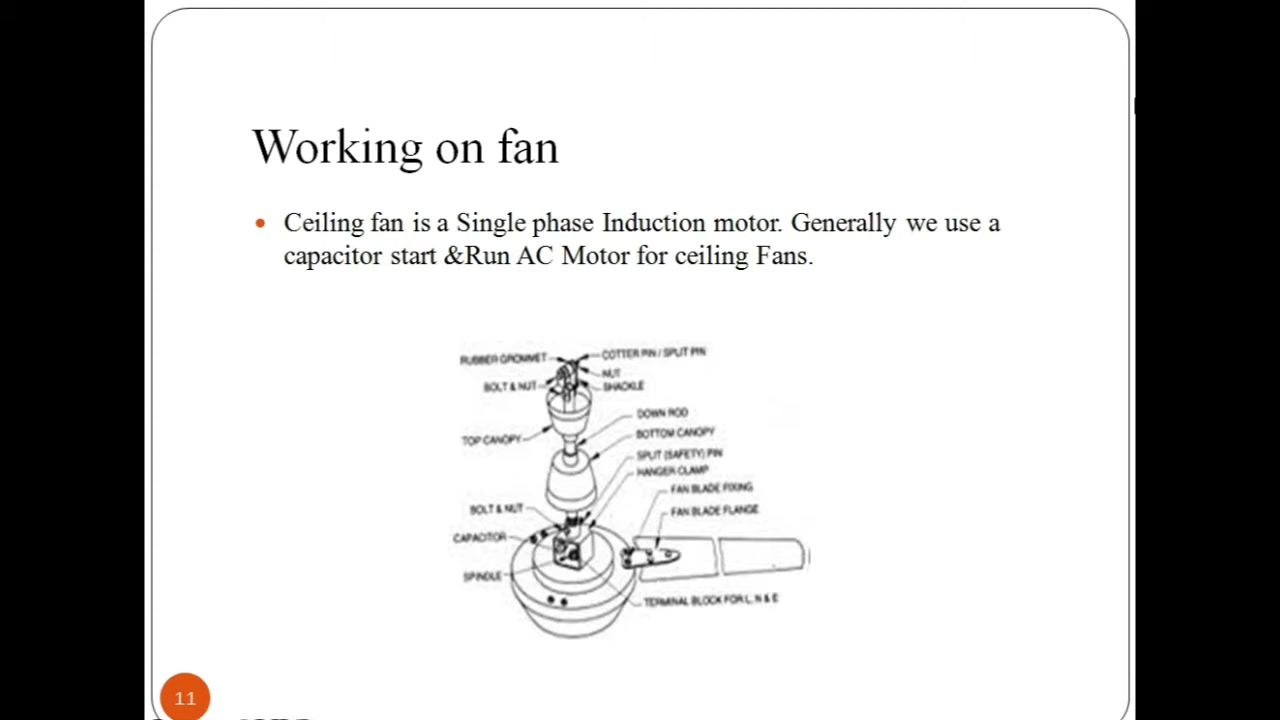 Working on fan
Ceiling fan is a Single phase Induction motor. Generally we use a
capacitor start &Run AC Motor for ceiling Fans.
RUBBER GROMMET
COTTER PIN / SPLIT PIN
NUT
BOLT & NUT
SHACKLE
DOWN ROD
TOP CANOPY
BOTTOM CANOPY
SPLIT (SAFETY) PIN
HANGER CLAMP
FAN BLADE FIXING
BOLT & NUT
FAN BLADE FLANGE
CAPACITOR
SPINDLE
TERMINAL BLOCK FOR L, N & E
11